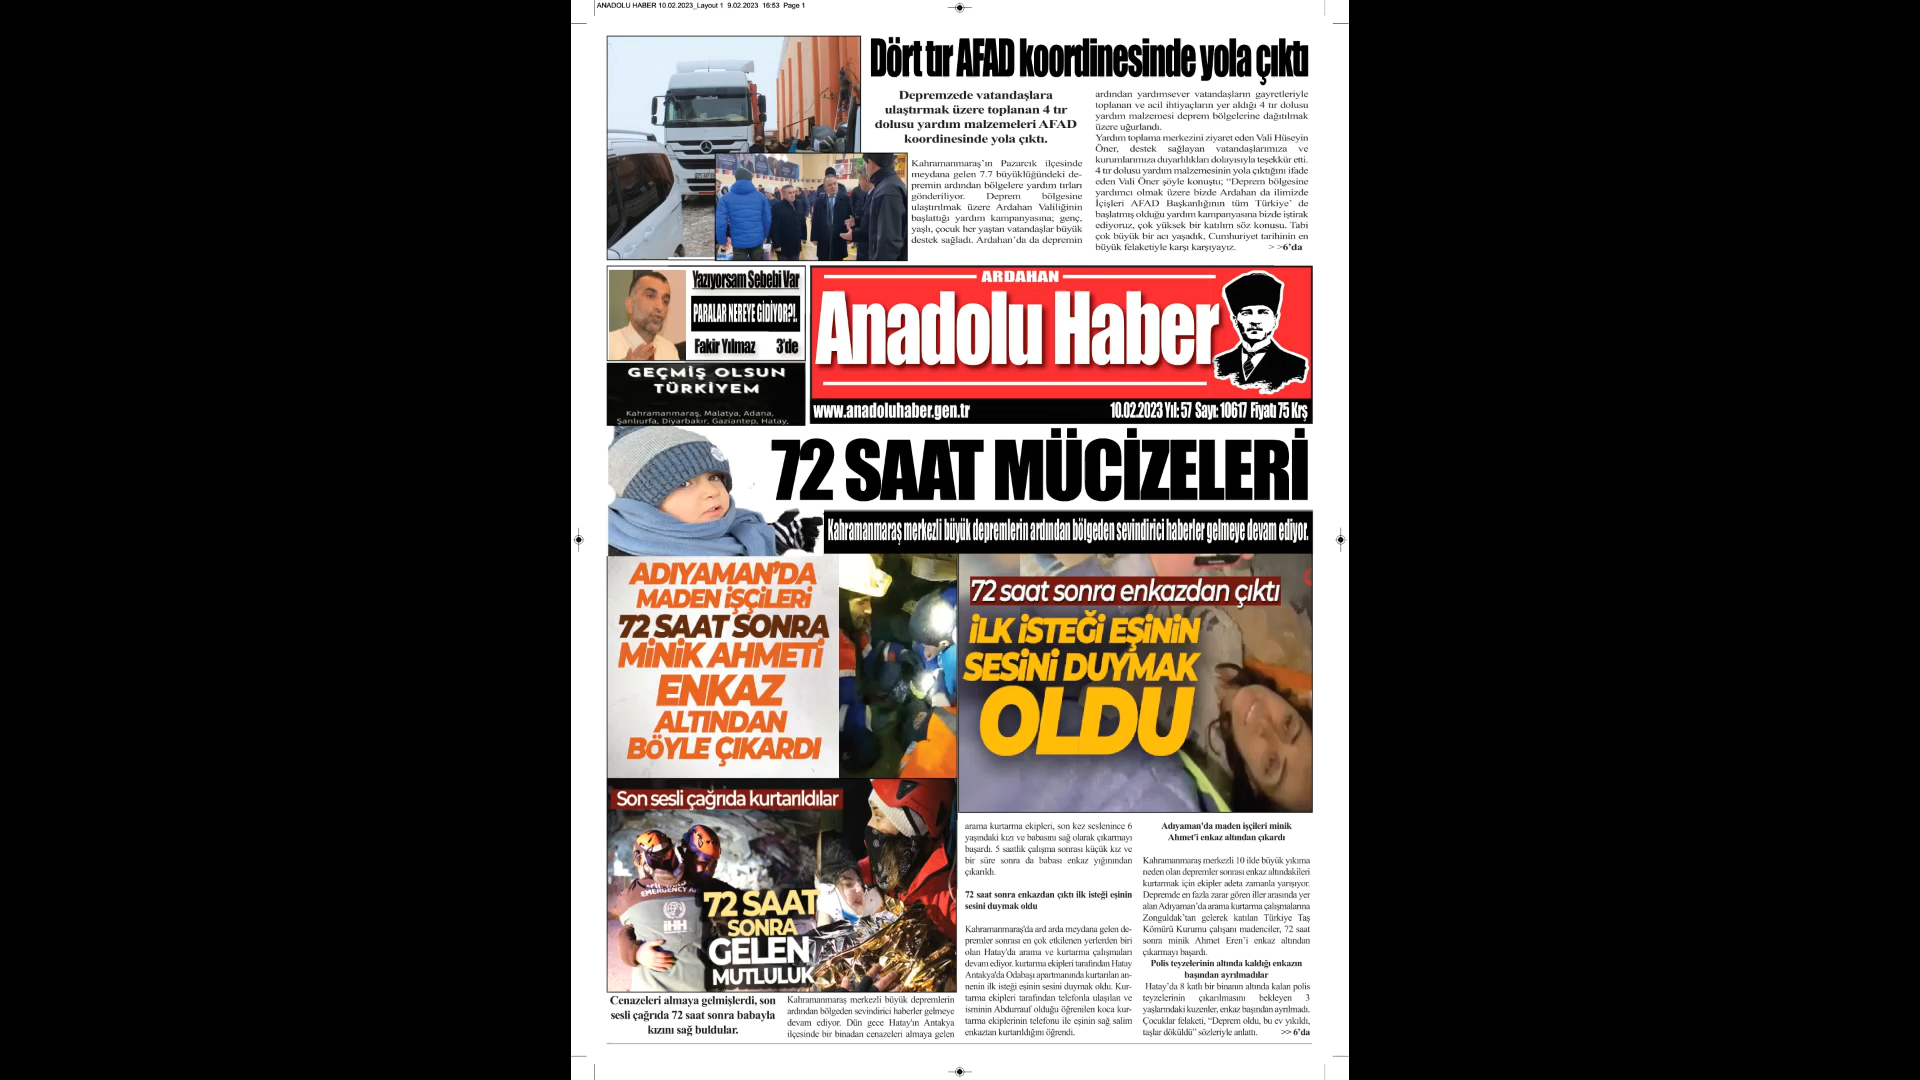 ANADOLU HABER 10.02.2023_Layout 1 9.02.2023 16:53 Page 1
Dört tır AFAD koordinesinde yola çıktı
Depremzede vatandaşlara
ulaştırmak üzere toplanan 4 tır
dolusu yardım malzemeleri AFAD
koordinesinde yola çıktı.
Kahramanmaraş'ın Pazarcık ilçesinde
meydana gelen 7.7 büyüklüğündeki de-
premin ardından bölgelere yardım tırları
gönderiliyor. Deprem bölgesine
ulaştırılmak üzere Ardahan Valiliğinin
başlattığı yardım kampanyasına; genç,
yaşlı, çocuk her yaştan vatandaşlar büyük
destek sağladı. Ardahan'da da depremin
ardından yardımsever vatandaşların gayretleriyle
toplanan ve acil ihtiyaçların yer aldığı 4 tır dolusu
yardım malzemesi deprem bölgelerine dağıtılmak
üzere uğurlandı.
Yardım toplama merkezini ziyaret eden Vali Hüseyin
Öner, destek sağlayan vatandaşlarımıza ve
kurumlarımıza duyarlılıkları dolayısıyla teşekkür etti.
4 tır dolusu yardım malzemesinin yola çıktığını ifade
eden Vali Öner şöyle konuştu; "Deprem bölgesine
yardımcı olmak üzere bizde Ardahan da ilimizde
İçişleri AFAD Başkanlığının tüm Türkiye' de
başlatmış olduğu yardım kampanyasına bizde iştirak
ediyoruz, çok yüksek bir katılım söz konusu. Tabi
çok büyük bir acı yaşadık, Cumhuriyet tarihinin en
büyük felaketiyle karşı karşıyayız. > >6'da
Yazıyorsam Sebebi Var
PARALAR NEREYE GİDİYOR?!.
Fakir Yılmaz 3'de
GEÇMİŞ OLSUN
TÜRKİYEM
Kahramanmaraş, Malatya, Adana,
Şanlıurfa, Diyarbakır, Gaziantep, Hatay,
ARDAHAN
Anadolu Haber
www.anadoluhaber.gen.tr 10.02.2023 Yıl: 57 Sayı: 10617 Fiyatı 75 Krş
72 SAAT MÜCİZELERİ
Kahramanmaraş merkezli büyük depremlerin ardından bölgeden sevindirici haberler gelmeye devam ediyor.
ADIYAMAN'DA
MADEN İŞÇİLERİ
72 SAAT SONRA
MİNİK AHMETİ
ENKAZ
ALTINDAN
BÖYLE ÇIKARDI
72 saat sonra enkazdan çıktı
İLK İSTEĞİ EŞİNİN
SESİNİ DUYMAK
OLDU
Son sesli çağrıda kurtarıldılar
EMERGENCY
iHH
72 SAAT
SONRA
GELEN
MUTLULUK
Cenazeleri almaya gelmişlerdi, son
sesli çağrıda 72 saat sonra babayla
kızını sağ buldular.
Kahramanmaraş merkezli büyük depremlerin
ardından bölgeden sevindirici haberler gelmeye
devam ediyor. Dün gece Hatay'ın Antakya
ilçesinde bir binadan cenazeleri almaya gelen
arama kurtarma ekipleri, son kez seslenince 6
yaşındaki kızı ve babasını sağ olarak çıkarmayı
başardı. 5 saatlik çalışma sonrası küçük kız ve
bir süre sonra da babası enkaz yığınından
çıkarıldı.
72 saat sonra enkazdan çıktı ilk isteği eşinin
sesini duymak oldu
Kahramanmaraş'da ard arda meydana gelen de-
premler sonrası en çok etkilenen yerlerden biri
olan Hatay'da arama ve kurtarma çalışmaları
devam ediyor. kurtarma ekipleri tarafından Hatay
Antakya'da Odabaşı apartmanında kurtarılan an-
nenin ilk isteği eşinin sesini duymak oldu. Kur-
tarma ekipleri tarafından telefonla ulaşılan ve
isminin Abdurrauf olduğu öğrenilen koca kur-
tarma ekiplerinin telefonu ile eşinin sağ salim
enkaztan kurtarıldığını öğrendi.
Adıyaman'da maden işçileri minik
Ahmet'i enkaz altından çıkardı
Kahramanmaraş merkezli 10 ilde büyük yıkıma
neden olan depremler sonrası enkaz altındakileri
kurtarmak için ekipler adeta zamanla yarışıyor.
Depremde en fazla zarar gören iller arasında yer
alan Adıyaman'da arama kurtarma çalışmalarına
Zonguldak'tan gelerek katılan Türkiye Taş
Kömürü Kurumu çalışanı madenciler, 72 saat
sonra minik Ahmet Eren'i enkaz altından
çıkarmayı başardı.
Polis teyzelerinin altında kaldığı enkazın
başından ayrılmadılar
Hatay'da 8 katlı bir binanın altında kalan polis
teyzelerinin çıkarılmasını bekleyen 3
yaşlarındaki kuzenler, enkaz başından ayrılmadı.
Çocuklar felaketi, "Deprem oldu, bu ev yıkıldı,
taşlar döküldü" sözleriyle anlattı. >> 6'da